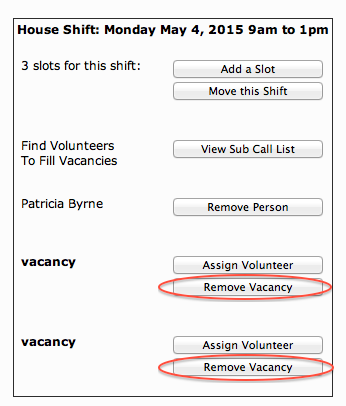 House Shift: Monday May 4, 2015 9am to 1pm
3 slots for this shift:
Add a Slot
Move this Shift
Find Volunteers
To Fill Vacancies
View Sub Call List
Patricia Byrne
Remove Person
vacancy
Assign Volunteer
Remove Vacancy
vacancy
Assign Volunteer
Remove Vacancy